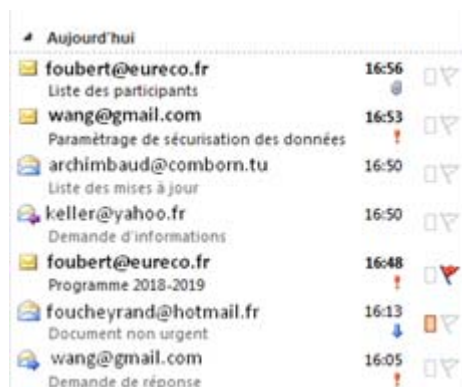 Aujourd'hui
foubert@eureco.fr 16:56
Liste des participants
wang@gmail.com 16:53
Paramètrage de sécurisation des données
archimbaud@comborn.tu 16:50
Liste des mises à jour
keller@yahoo.fr 16:50
Demande d'informations
foubert@eureco.fr 16:48
Programme 2018-2019
foucheyrand@hotmail.fr 16:13
Document non urgent
wang@gmail.com 16:05
Demande de réponse